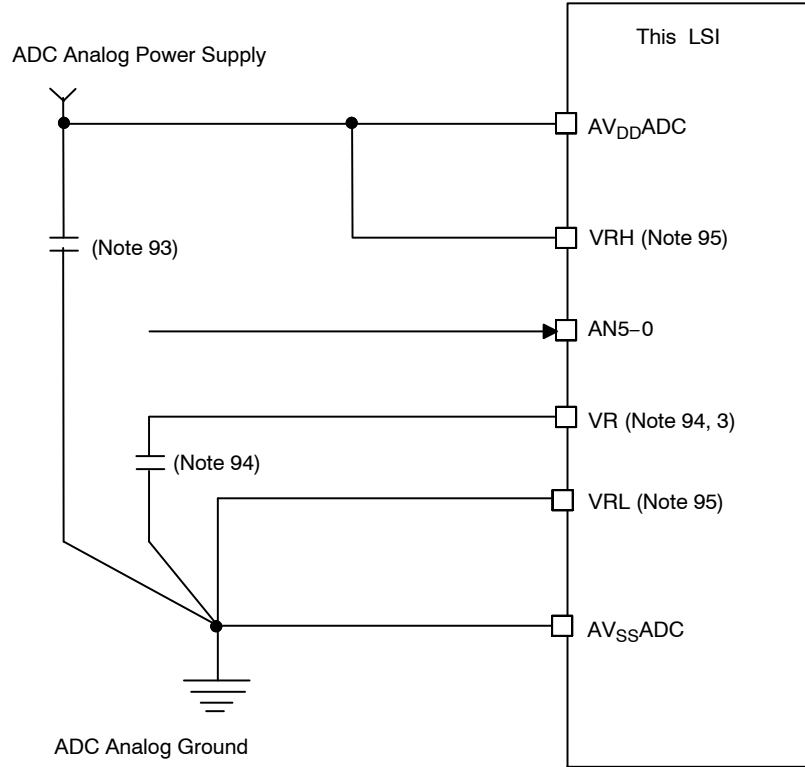 This LSI
ADC Analog Power Supply
AVDDADC
VRH (Note 95)
(Note 93)
AN5−0
VR (Note 94, 3)
(Note 94)
VRL (Note 95)
AVSSADC
ADC Analog Ground